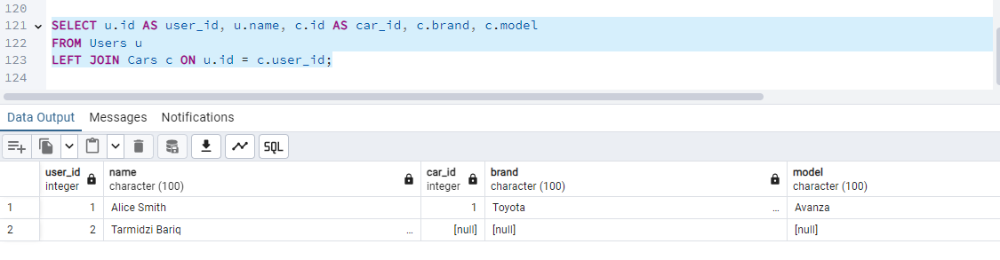 120
121 SELECT u.id AS user_id, u.name, c.id AS car_id, c.brand, c.model
122 FROM Users u
123 LEFT JOIN Cars c ON u.id = c.user_id;
124
Data Output Messages Notifications
SQL
user_id name car_id brand model
integer character (100) integer character (100) character (100)
1 1 Alice Smith 1 Toyota ... Avanza
2 2 Tarmidzi Bariq ... [null] [null] [null]